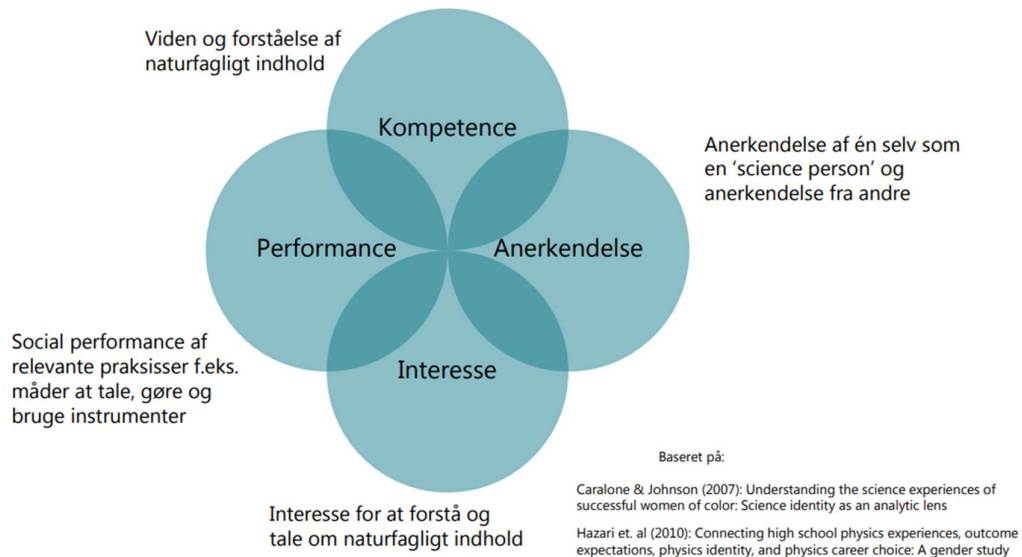 Viden og forståelse af
naturfagligt indhold
Kompetence
Anerkendelse af én selv som
en 'science person' og
anerkendelse fra andre
Performance
Anerkendelse
Social performance af
relevante praksisser f.eks.
måder at tale, gøre og
bruge instrumenter
Interesse
Interesse for at forstå og
tale om naturfagligt indhold
Baseret på:
Caralone & Johnson (2007): Understanding the science experiences of
successful women of color: Science identity as an analytic lens
Hazari et. al (2010): Connecting high school physics experiences, outcome
expectations, physics identity, and physics career choice: A gender study